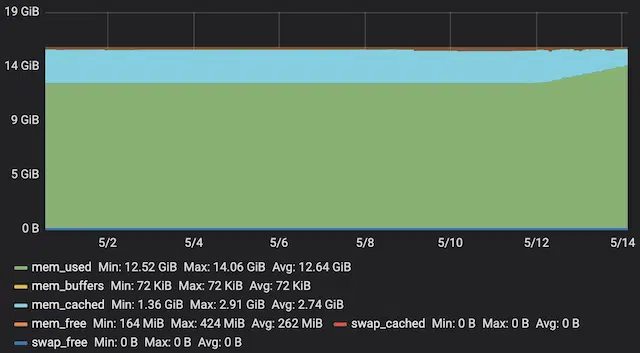 19 GiB
14 GiB
9 GiB
5 GiB
0 B
5/2 5/4 5/6 5/8 5/10 5/12 5/14
mem_used Min: 12.52 GiB Max: 14.06 GiB Avg: 12.64 GiB
mem_buffers Min: 72 KiB Max: 72 KiB Avg: 72 KiB
mem_cached Min: 1.36 GiB Max: 2.91 GiB Avg: 2.74 GiB
mem_free Min: 164 MiB Max: 424 MiB Avg: 262 MiB swap_cached Min: 0 B Max: 0 B Avg: 0 B
swap_free Min: 0 B Max: 0 B Avg: 0 B